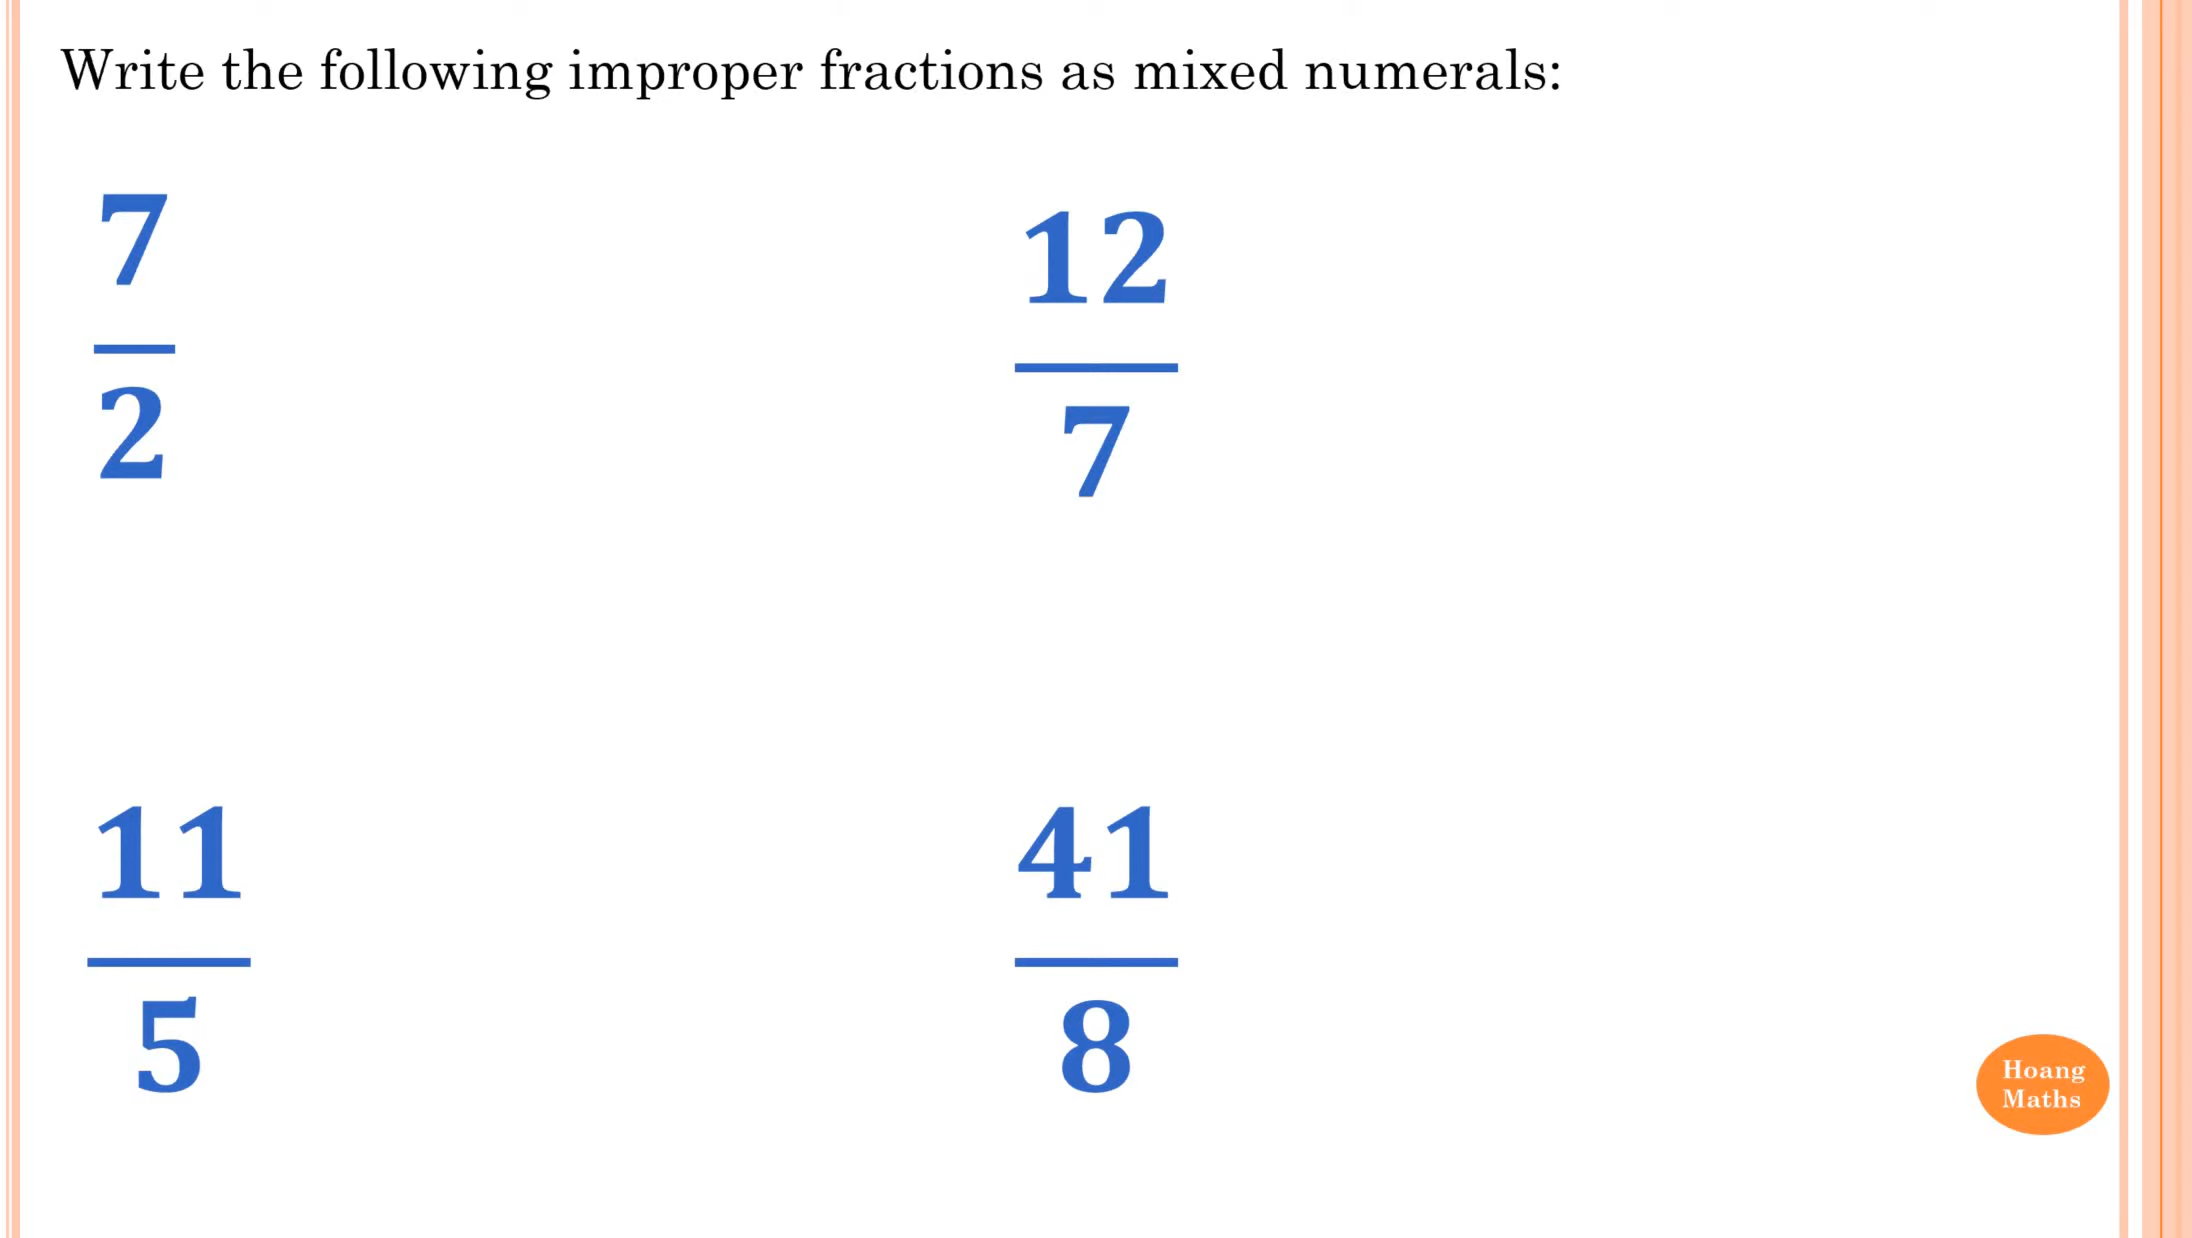 Write the following improper fractions as mixed numerals:
7
2
12
7
11
5
41
8
Hoang
Maths